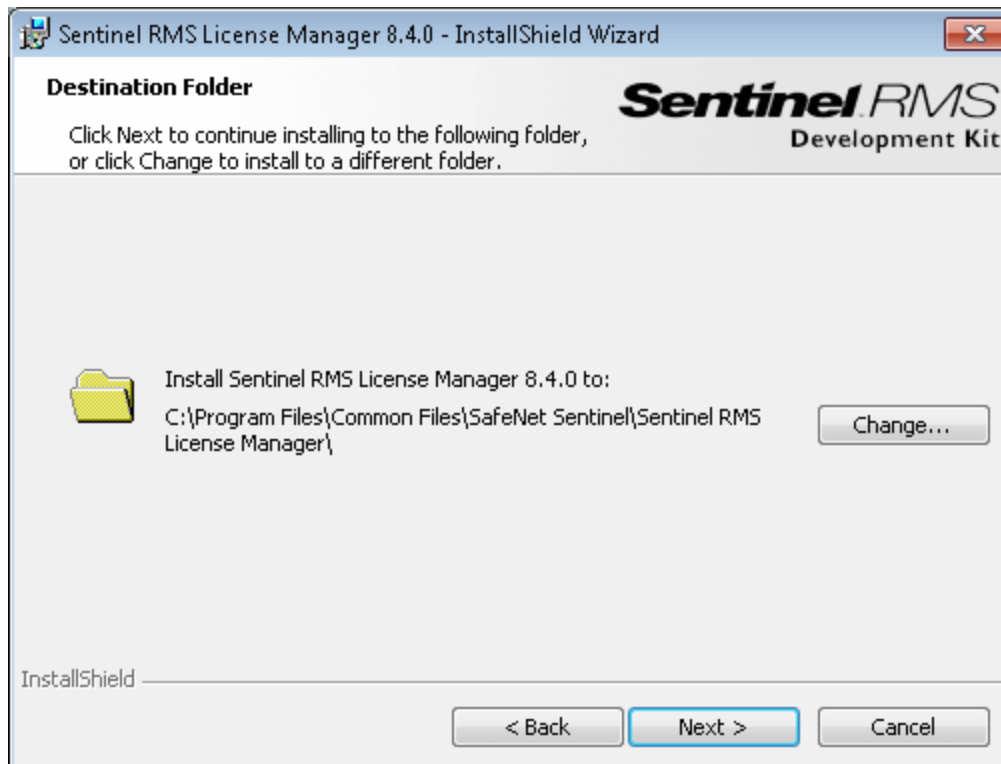 Sentinel RMS License Manager 8.4.0 - InstallShield Wizard
Destination Folder
Click Next to continue installing to the following folder,
or click Change to install to a different folder.
Sentinel RMS
Development Kit
Install Sentinel RMS License Manager 8.4.0 to:
C:\Program Files\Common Files\SafeNet Sentinel\Sentinel RMS
License Manager\
Change...
InstallShield
< Back
Next >
Cancel